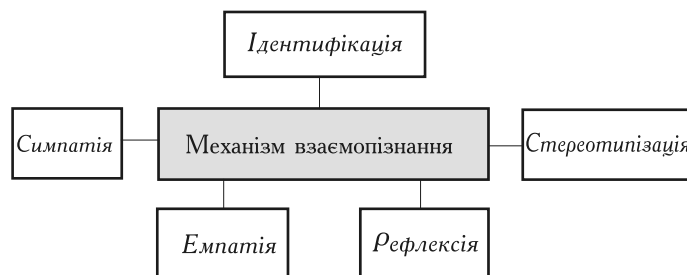 Ідентифікація
Симпатія
Механізм взаємопізнання
Стереотипізація
Емпатія
Рефлексія